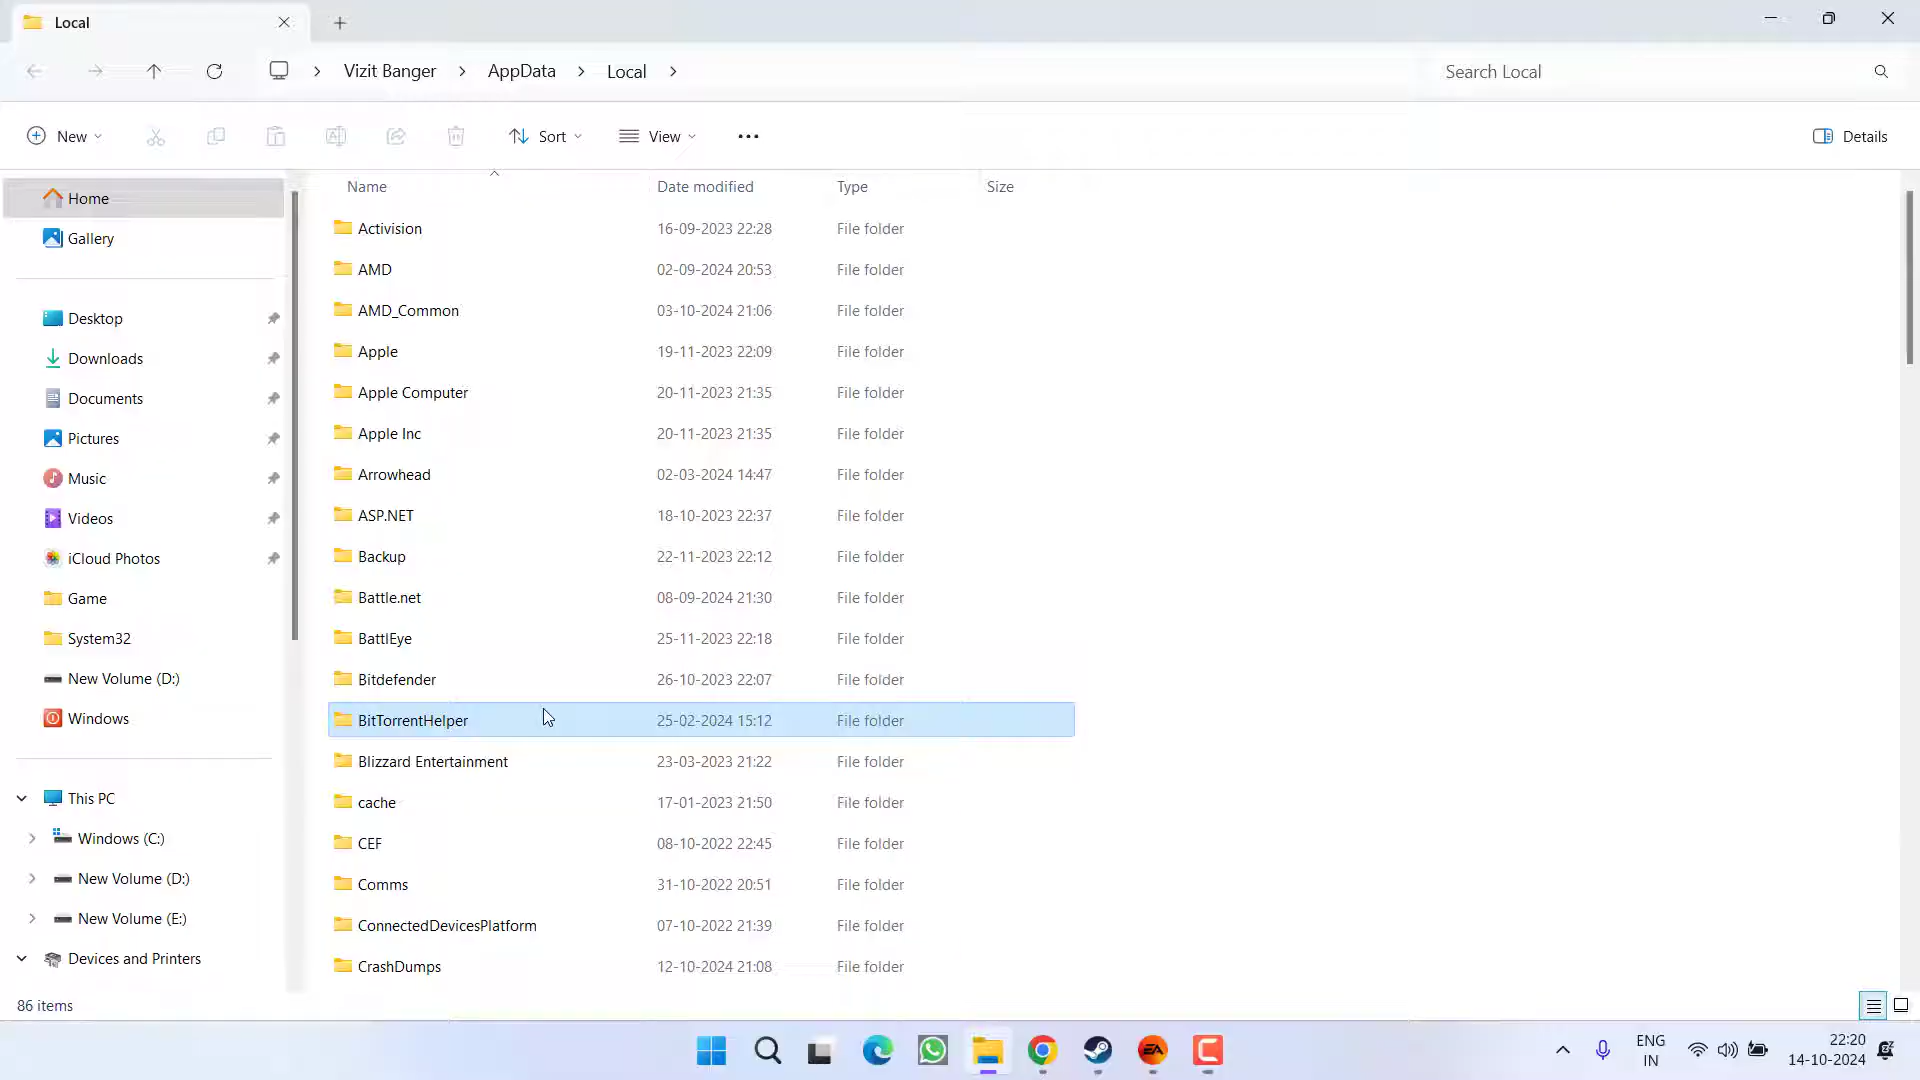 Local
Vizit Banger
AppData
Local
Search Local
New
Sort
View
Details
Home
Gallery
Desktop
Downloads
Documents
Pictures
Music
Videos
iCloud Photos
Game
System32
New Volume (D:)
Windows
This PC
Windows (C:)
New Volume (D:)
New Volume (E:)
Devices and Printers
Name Date modified Type Size
Activision 16-09-2023 22:28 File folder
AMD 02-09-2024 20:53 File folder
AMD_Common 03-10-2024 21:06 File folder
Apple 19-11-2023 22:09 File folder
Apple Computer 20-11-2023 21:35 File folder
Apple Inc 20-11-2023 21:35 File folder
Arrowhead 02-03-2024 14:47 File folder
ASP.NET 18-10-2023 22:37 File folder
Backup 22-11-2023 22:12 File folder
Battle.net 08-09-2024 21:30 File folder
BattlEye 25-11-2023 22:18 File folder
Bitdefender 26-10-2023 22:07 File folder
BitTorrentHelper 25-02-2024 15:12 File folder
Blizzard Entertainment 23-03-2023 21:22 File folder
cache 17-01-2023 21:50 File folder
CEF 08-10-2022 22:45 File folder
Comms 31-10-2022 20:51 File folder
ConnectedDevicesPlatform 07-10-2022 21:39 File folder
CrashDumps 12-10-2024 21:08 File folder
86 items
EA
ENG
IN
22:20
14-10-2024